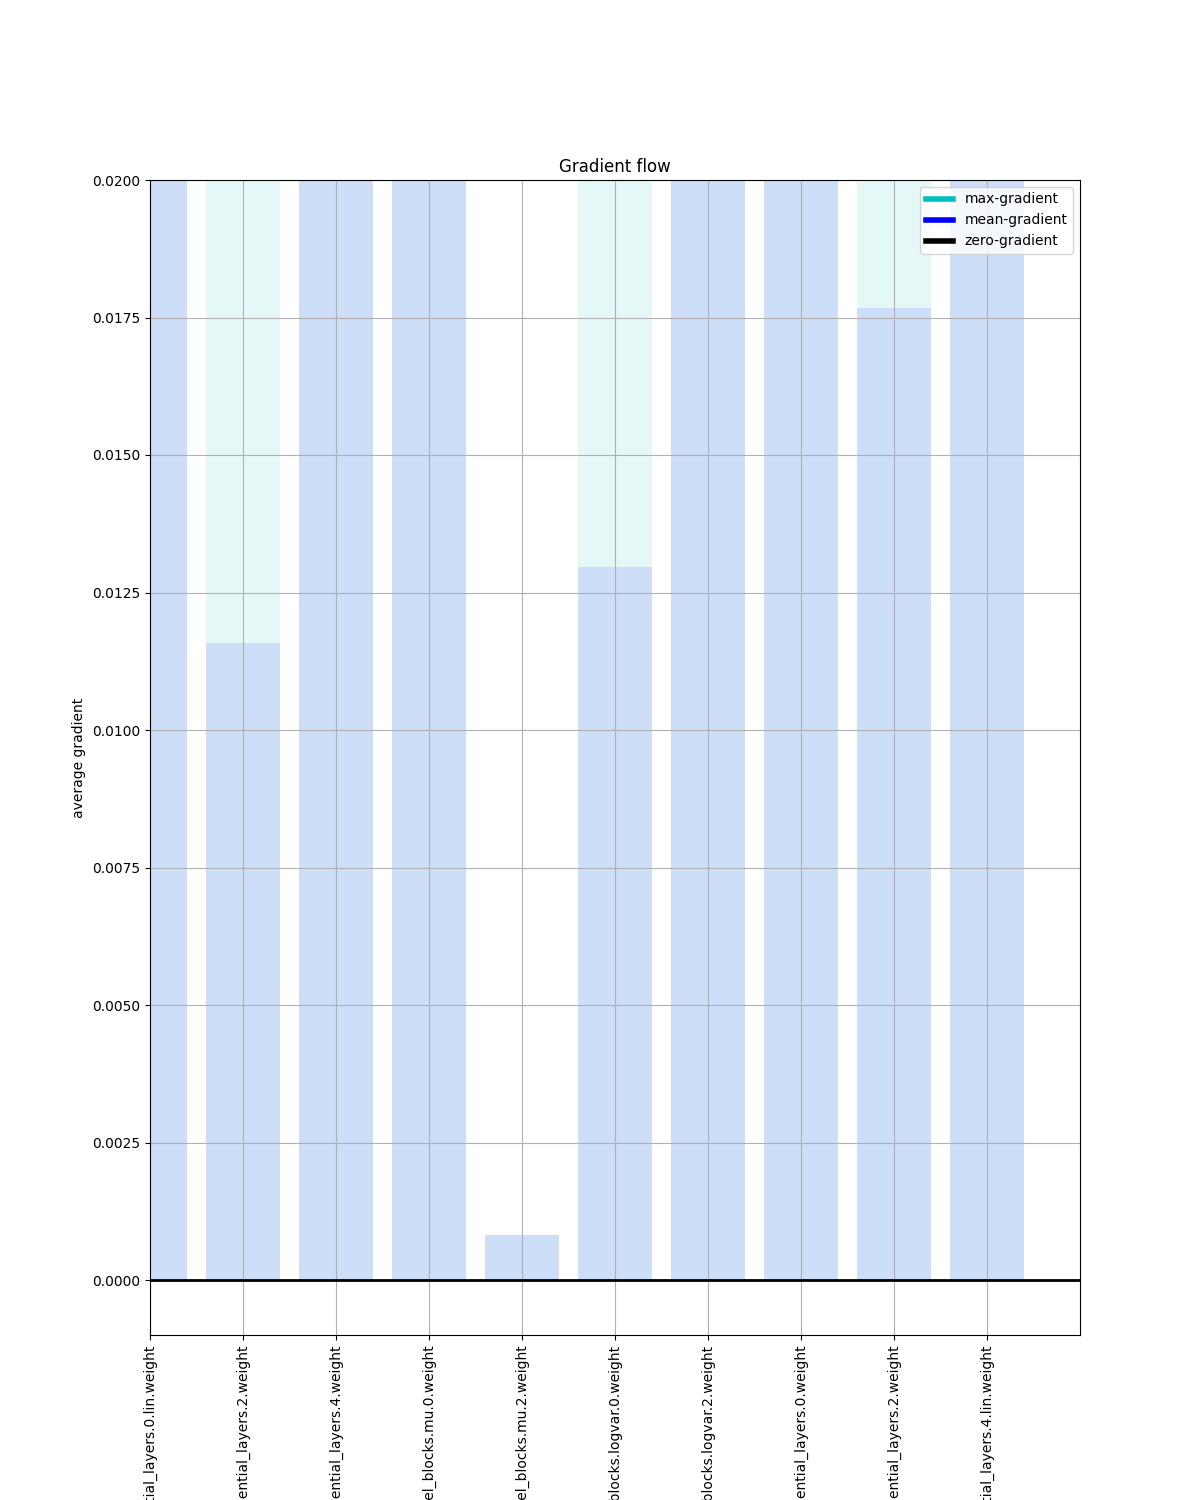 Gradient flow
max-gradient
mean-gradient
zero-gradient
0.0200
0.0175
0.0150
0.0125
0.0100
0.0075
0.0050
0.0025
0.0000
average gradient
tial_layers.0.lin.weight
ential_layers.2.weight
ential_layers.4.weight
el_blocks.mu.0.weight
el_blocks.mu.2.weight
blocks.logvar.0.weight
blocks.logvar.2.weight
ential_layers.0.weight
ential_layers.2.weight
tial_layers.4.lin.weight